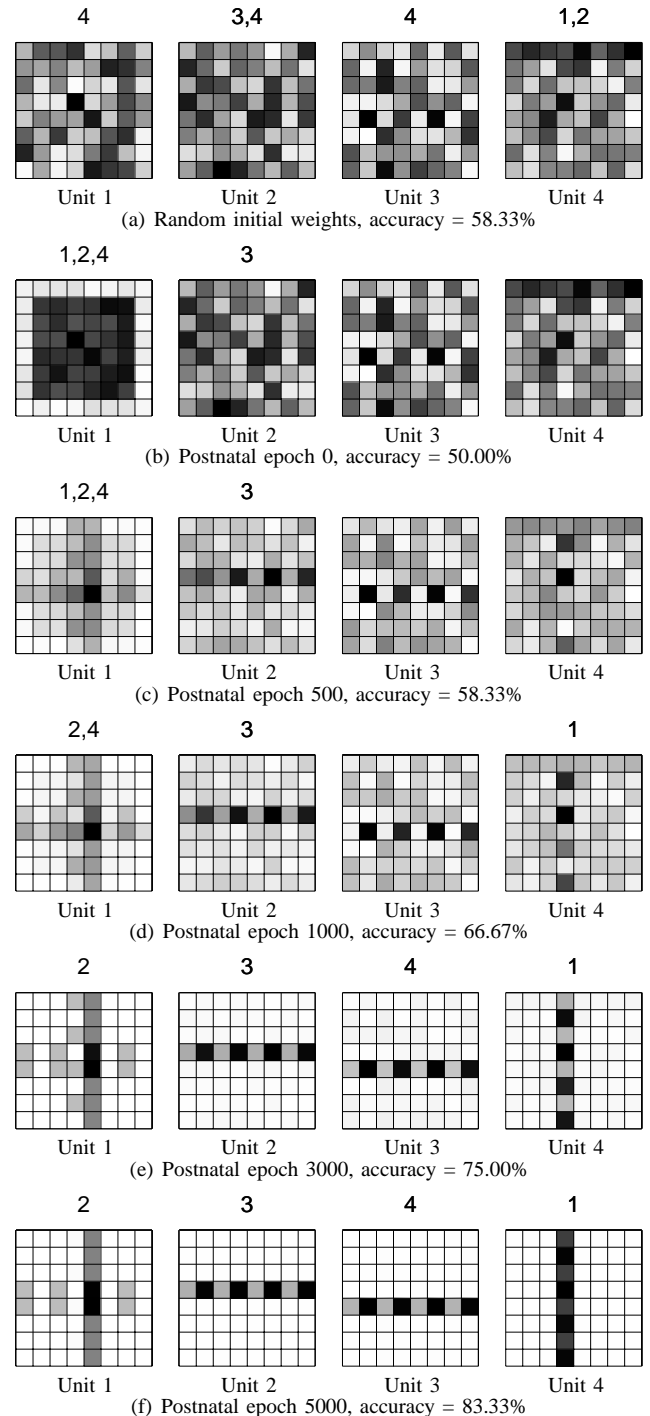 4 3,4 4 1,2
Unit 1 Unit 2 Unit 3 Unit 4
(a) Random initial weights, accuracy = 58.33%
1,2,4 3
Unit 1 Unit 2 Unit 3 Unit 4
(b) Postnatal epoch 0, accuracy = 50.00%
1,2,4 3
Unit 1 Unit 2 Unit 3 Unit 4
(c) Postnatal epoch 500, accuracy = 58.33%
2,4 3 1
Unit 1 Unit 2 Unit 3 Unit 4
(d) Postnatal epoch 1000, accuracy = 66.67%
2 3 4 1
Unit 1 Unit 2 Unit 3 Unit 4
(e) Postnatal epoch 3000, accuracy = 75.00%
2 3 4 1
Unit 1 Unit 2 Unit 3 Unit 4
(f) Postnatal epoch 5000, accuracy = 83.33%